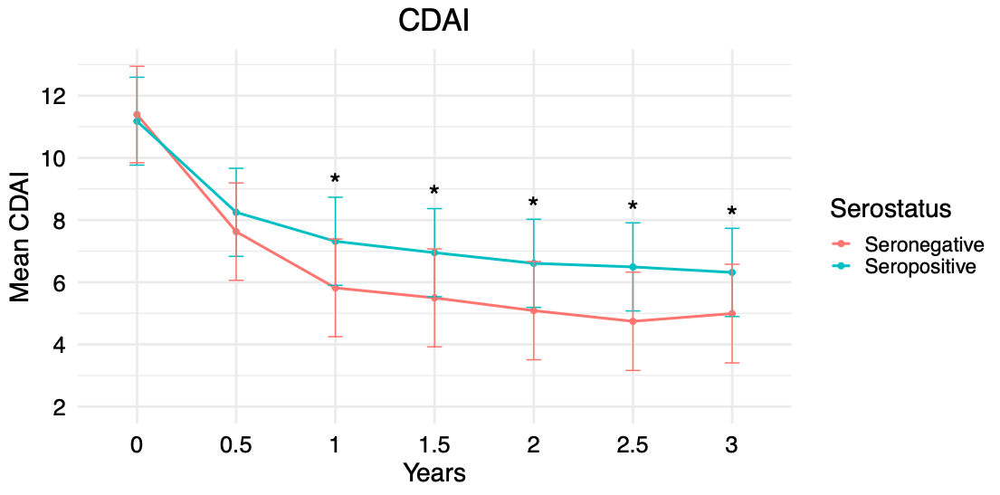 CDAI
Mean CDAI
12
10
8
6
4
2
* * * * *
0 0.5 1 1.5 2 2.5 3
Years
Serostatus
Seronegative
Seropositive